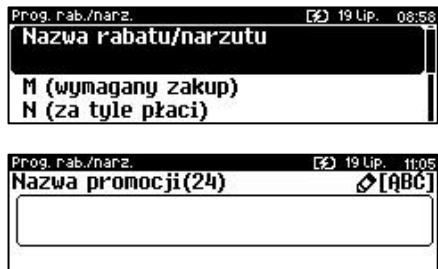 Prog. rab./narz. 19 Lip. 08:58
Nazwa rabatu/narzutu
M (wymagany zakup)
N (za tyle płaci)
Prog. rab./narz. 19 Lip. 11:05
Nazwa promocji(24) [ĄBĆ]